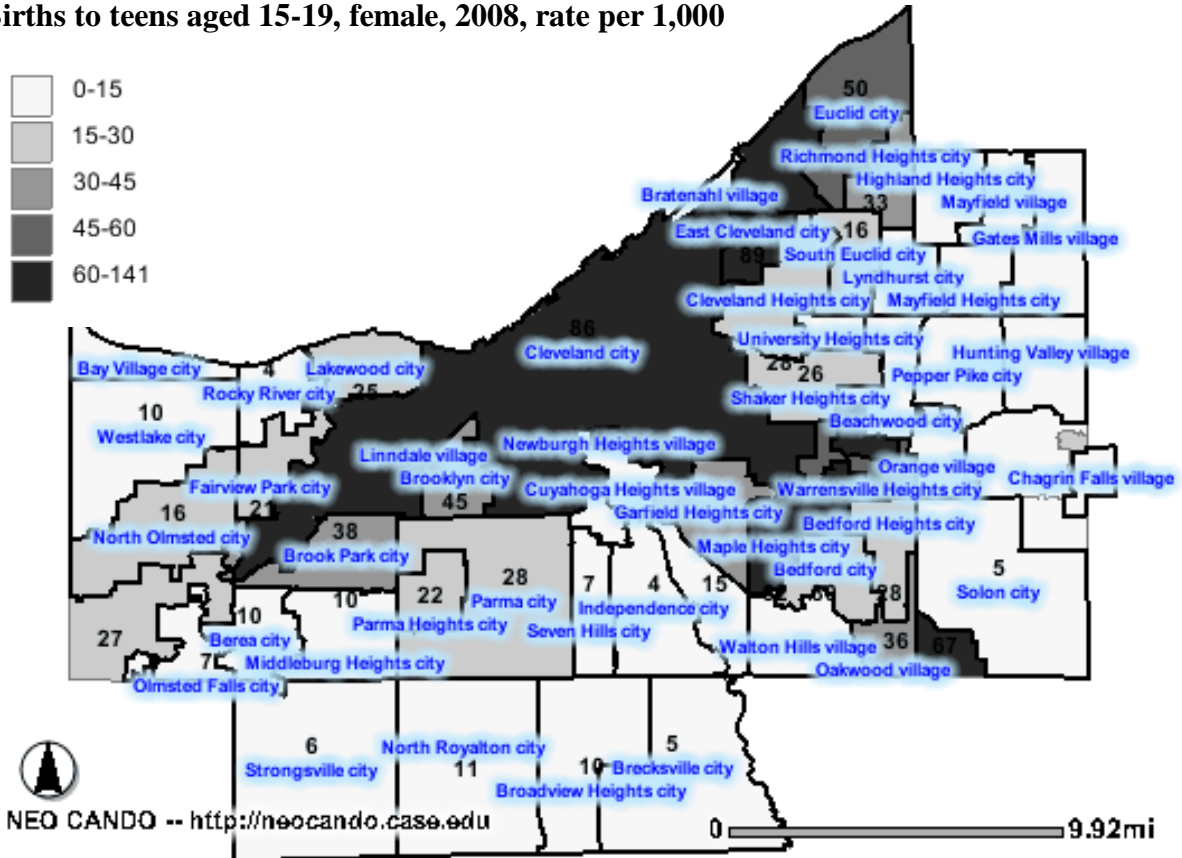 Births to teens aged 15-19, female, 2008, rate per 1,000
0-15
15-30
30-45
45-60
60-141
50
Euclid city
Richmond Heights city
Highland Heights city
Bratenahl village
33
Mayfield village
East Cleveland city
16
Gates Mills village
89
South Euclid city
Lyndhurst city
Cleveland Heights city
Mayfield Heights city
86
Cleveland city
University Heights city
Hunting Valley village
Bay Village city
4
Lakewood city
26
Pepper Pike city
Rocky River city
25
Shaker Heights city
10
Westlake city
Beachwood city
Newburgh Heights village
Linndale village
Orange village
Brooklyn city
Chagrin Falls village
Fairview Park city
Cuyahoga Heights village
Warrensville Heights city
45
21
16
Garfield Heights city
Bedford Heights city
North Olmsted city
38
Brook Park city
Maple Heights city
Bedford city
5
Solon city
28
Parma city
7
4
15
22
10
28
Independence city
10
Parma Heights city
Seven Hills city
27
Berea city
36
67
Walton Hills village
7
Middleburg Heights city
Oakwood village
Olmsted Falls city
6
Strongsville city
North Royalton city
11
5
10
Brecksville city
Broadview Heights city
NEO CANDO -- http://neocando.case.edu
0
9.92mi